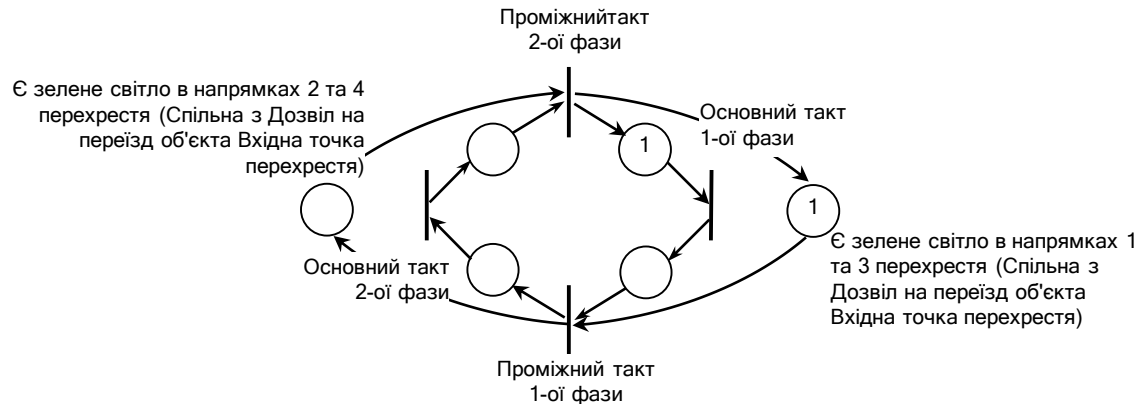 Проміжнийтакт
2-ої фази
Є зелене світло в напрямках 2 та 4
перехрестя (Спільна з Дозвіл на
переїзд об'єкта Вхідна точка
перехрестя)
Основний такт
1-ої фази
1
1
Є зелене світло в напрямках 1
та 3 перехрестя (Спільна з
Дозвіл на переїзд об'єкта
Вхідна точка перехрестя)
Основний такт
2-ої фази
Проміжний такт
1-ої фази